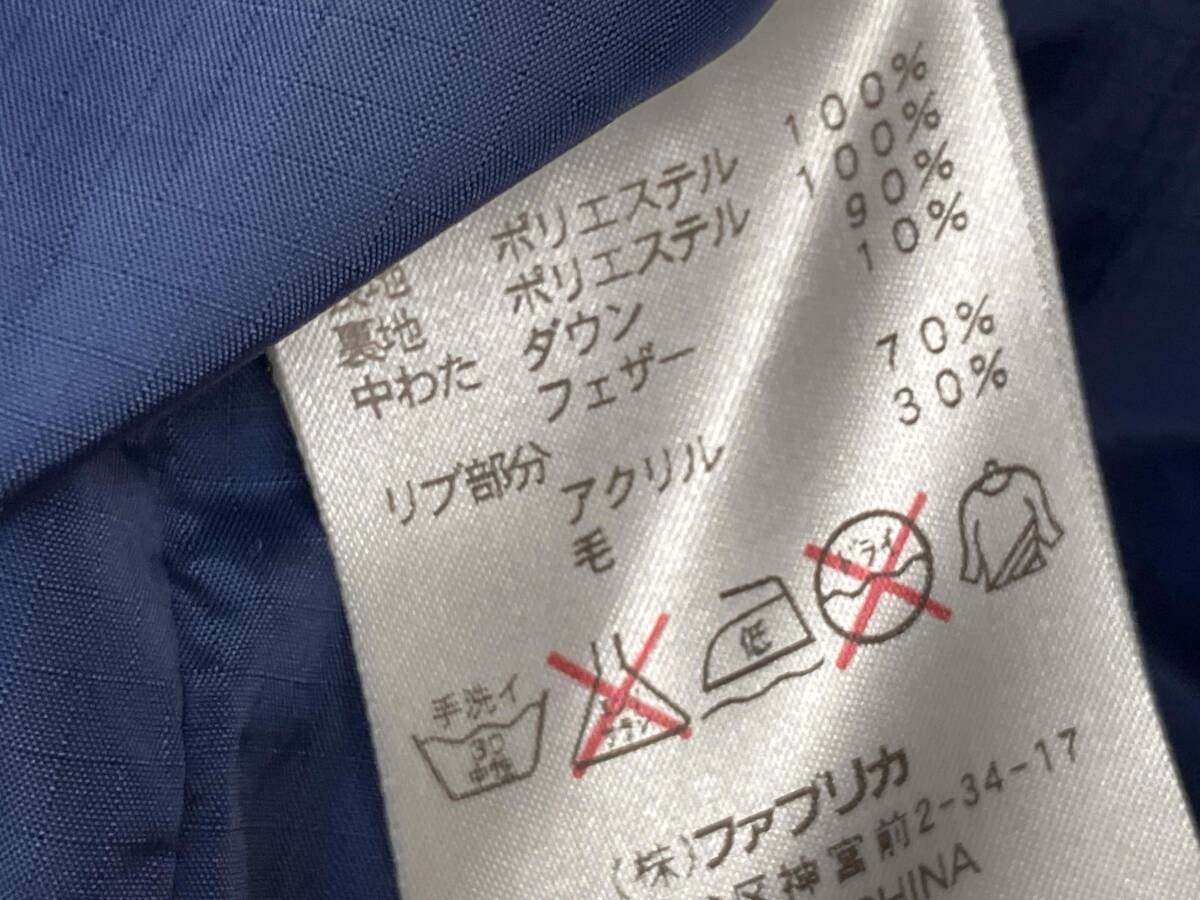 地 ポリエステル 100%
裏地 ポリエステル 100%
中わた ダウン 90%
フェザー 10%
リブ部分 アクリル 70%
毛 30%
手洗イ
30
中性
低
ドライ
(株)ファブリカ
区神宮前2-34-17
CHINA